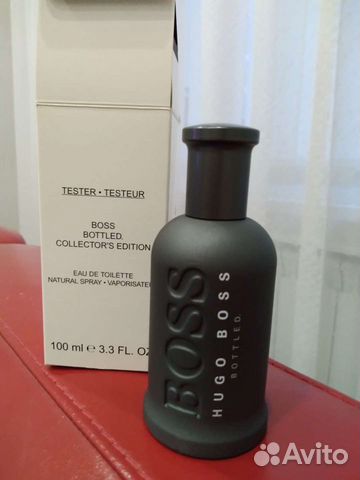 TESTER • TESTEUR
BOSS
BOTTLED.
COLLECTOR'S EDITION
EAU DE TOILETTE
NATURAL SPRAY • VAPORISATEU
100 ml e 3.3 FL. OZ
BOSS
HUGO BOSS
BOTTLED.
Avito